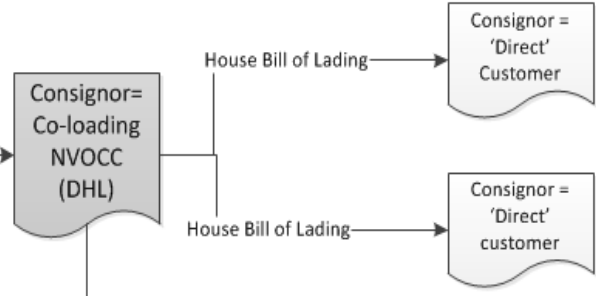 Consignor=
Co-loading
NVOCC
(DHL)
House Bill of Lading
Consignor =
‘Direct’
Customer
House Bill of Lading
Consignor =
‘Direct’
customer